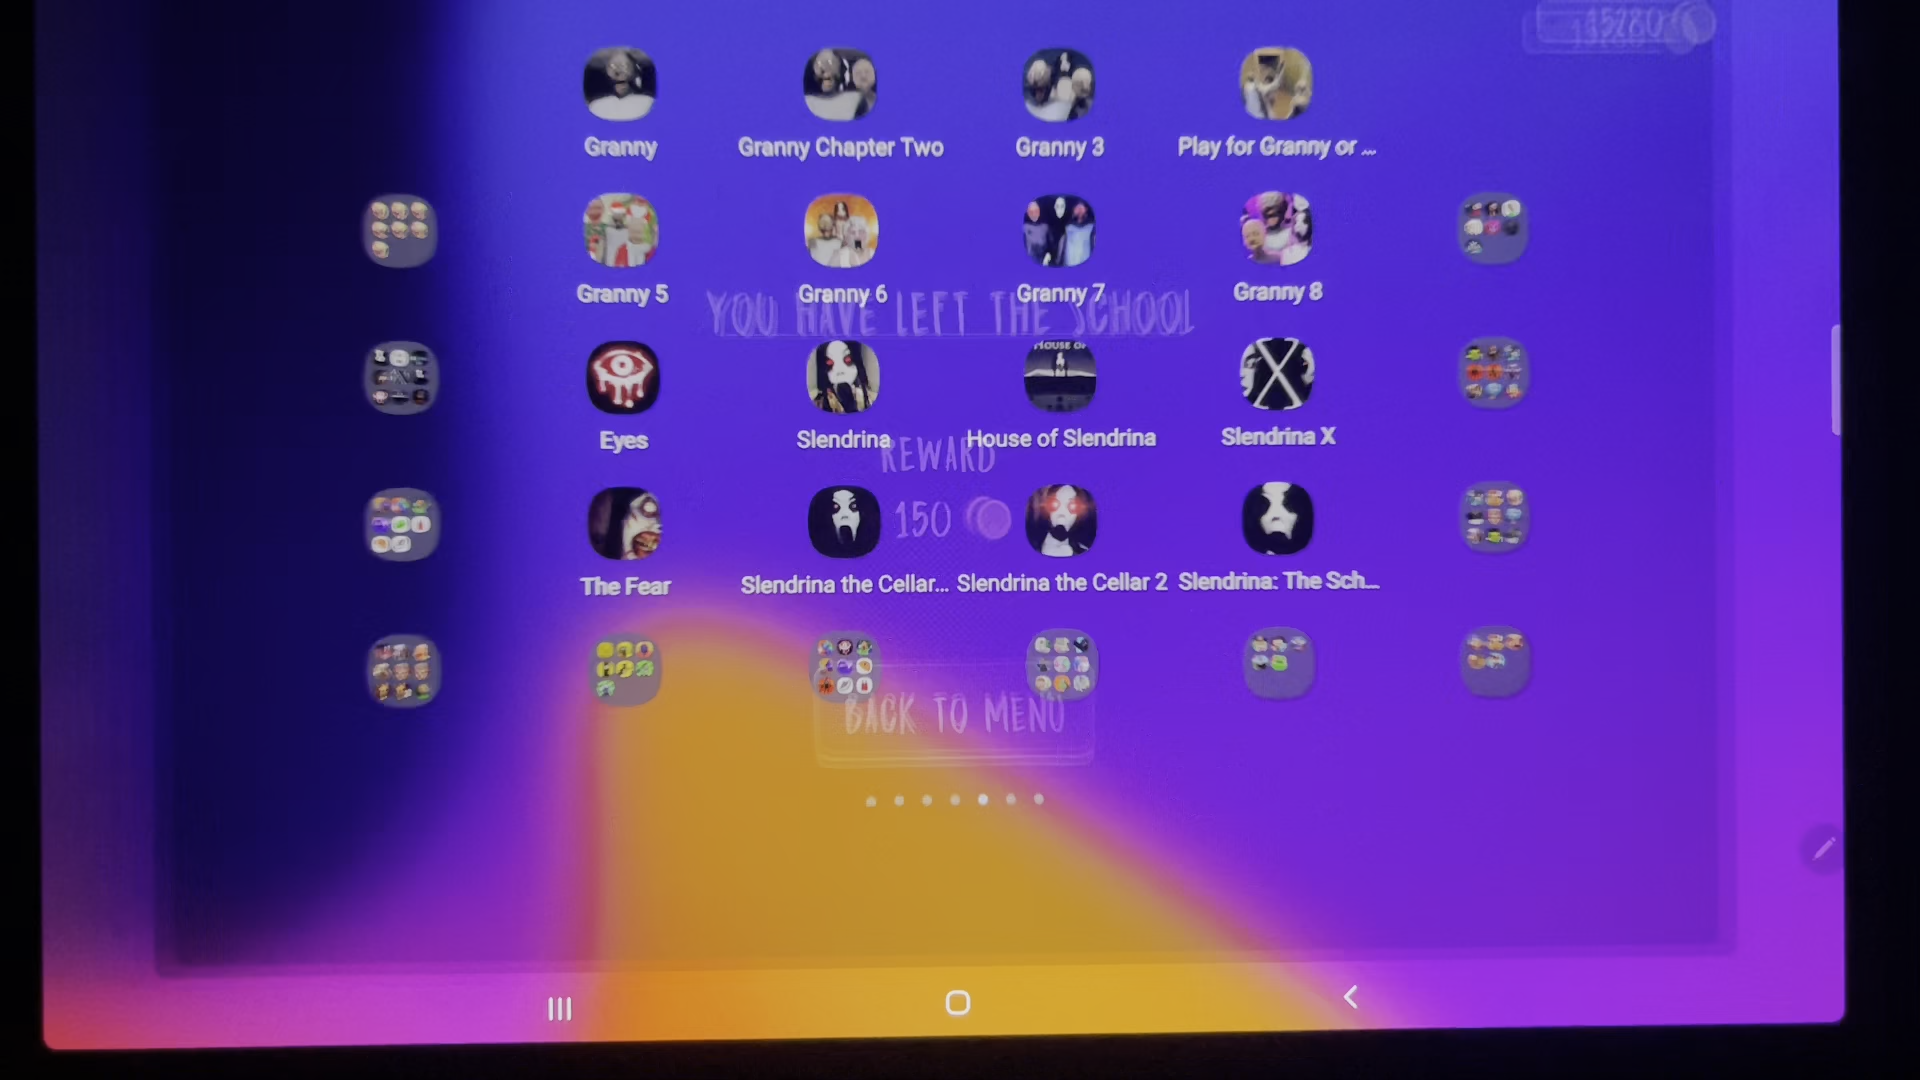 15280
Granny
Granny Chapter Two
Granny 3
Play for Granny or ...
Granny 5
Granny 6
Granny 7
Granny 8
YOU HAVE LEFT THE SCHOOL
HOUSE OF
Eyes
Slendrina
House of Slendrina
Slendrina X
REWARD
150
The Fear
Slendrina the Cellar...
Slendrina the Cellar 2
Slendrina: The Sch...
BACK TO MENU